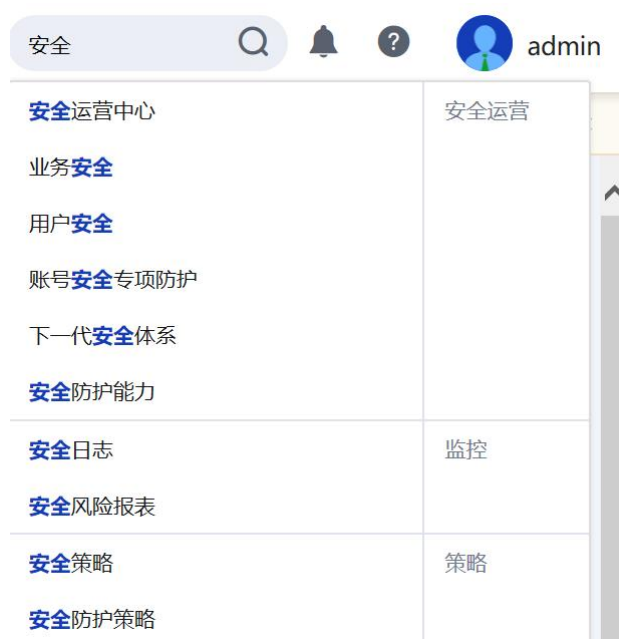 安全
admin
安全运营中心 安全运营
业务安全
用户安全
账号安全专项防护
下一代安全体系
安全防护能力
安全日志 监控
安全风险报表
安全策略 策略
安全防护策略